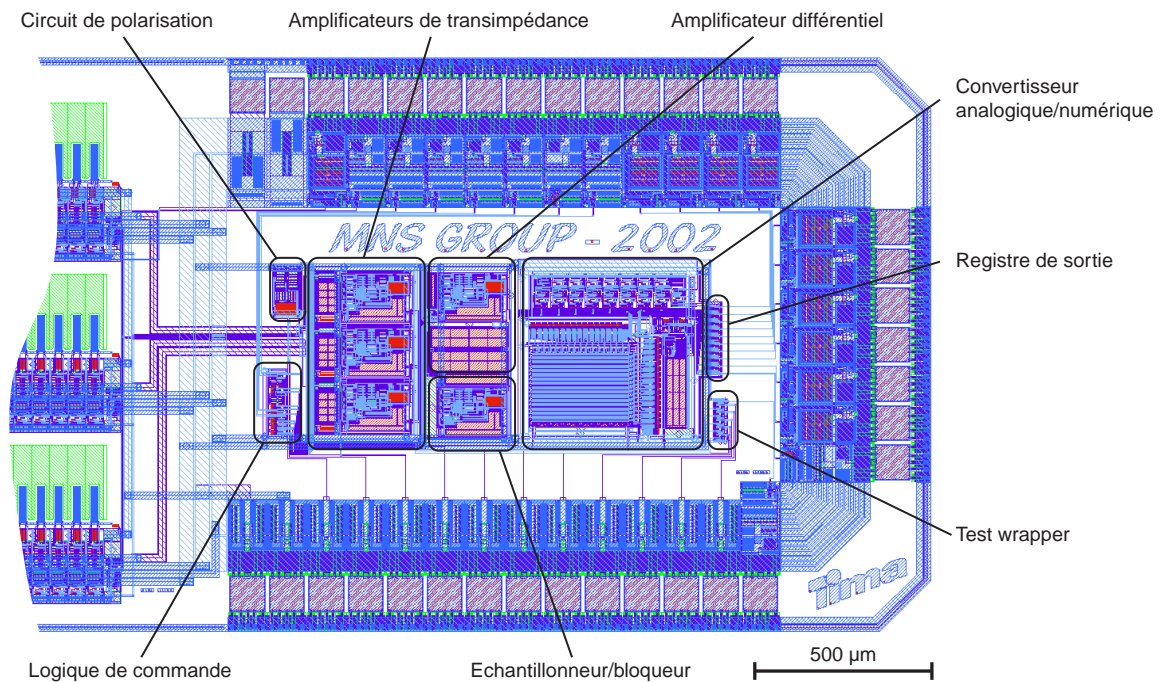 Circuit de polarisation
Amplificateurs de transimpédance
Amplificateur différentiel
Convertisseur
analogique/numérique
MNS GROUP - 2002
Registre de sortie
Test wrapper
tima
Logique de commande
Echantillonneur/bloqueur
500 µm